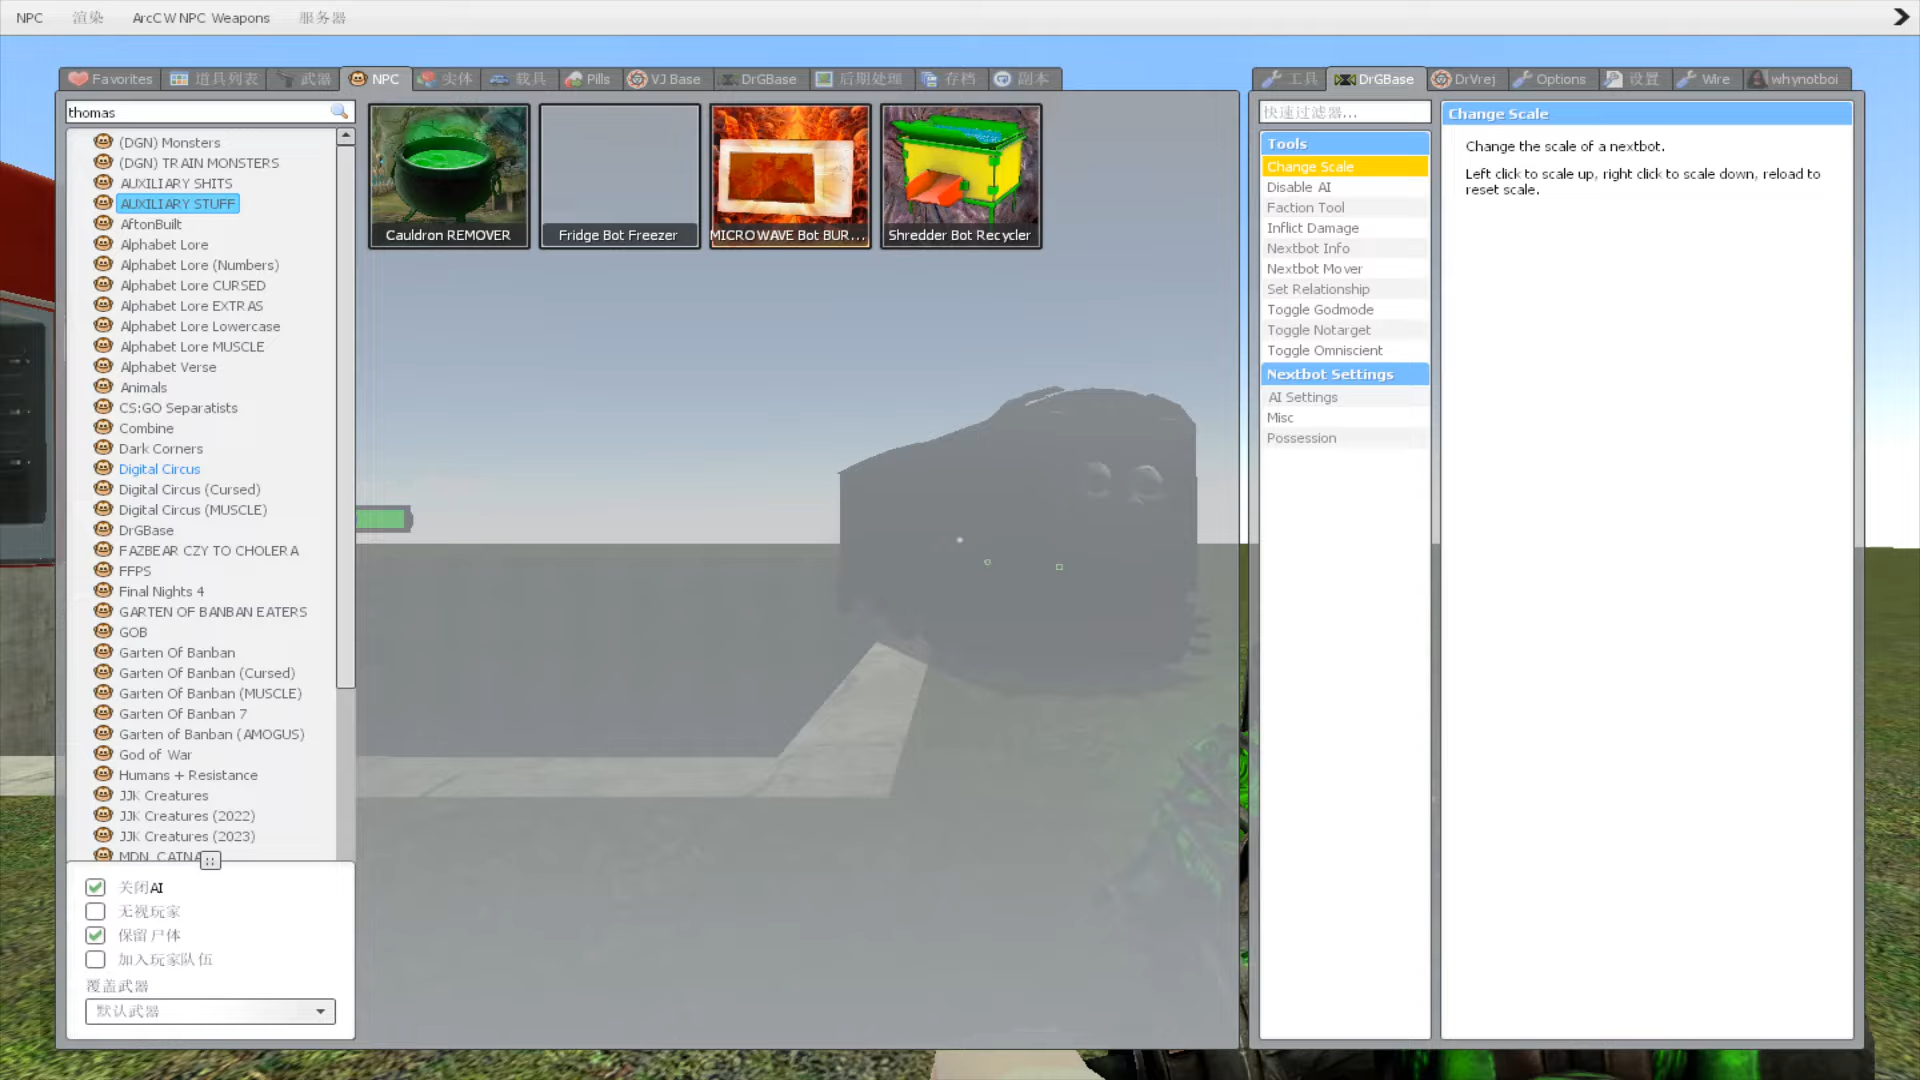 NPC 渲染 ArcCW NPC Weapons 服务器
Favorites 道具列表 武器 NPC 实体 载具 Pills VJ Base DrGBase 后期处理 存档 副本
thomas
(DGN) Monsters
(DGN) TRAIN MONSTERS
AUXILIARY SHITS
AUXILIARY STUFF
AftonBuilt
Alphabet Lore
Alphabet Lore (Numbers)
Alphabet Lore CURSED
Alphabet Lore EXTRAS
Alphabet Lore Lowercase
Alphabet Lore MUSCLE
Alphabet Verse
Animals
CS:GO Separatists
Combine
Dark Corners
Digital Circus
Digital Circus (Cursed)
Digital Circus (MUSCLE)
DrGBase
FAZBEAR CZY TO CHOLERA
FFPS
Final Nights 4
GARTEN OF BANBAN EATERS
GOB
Garten Of Banban
Garten Of Banban (Cursed)
Garten Of Banban (MUSCLE)
Garten Of Banban 7
Garten of Banban (AMOGUS)
God of War
Humans + Resistance
JJK Creatures
JJK Creatures (2022)
JJK Creatures (2023)
MDN CATNA
关闭AI
无视玩家
保留尸体
加入玩家队伍
覆盖武器
默认武器
Cauldron REMOVER
Fridge Bot Freezer
MICROWAVE Bot BUR...
Shredder Bot Recycler
工具 DrGBase DrVrej Options 设置 Wire whynotboi
快速过滤器...
Tools
Change Scale
Disable AI
Faction Tool
Inflict Damage
Nextbot Info
Nextbot Mover
Set Relationship
Toggle Godmode
Toggle Notarget
Toggle Omniscient
Nextbot Settings
AI Settings
Misc
Possession
Change Scale
Change the scale of a nextbot.
Left click to scale up, right click to scale down, reload to
reset scale.